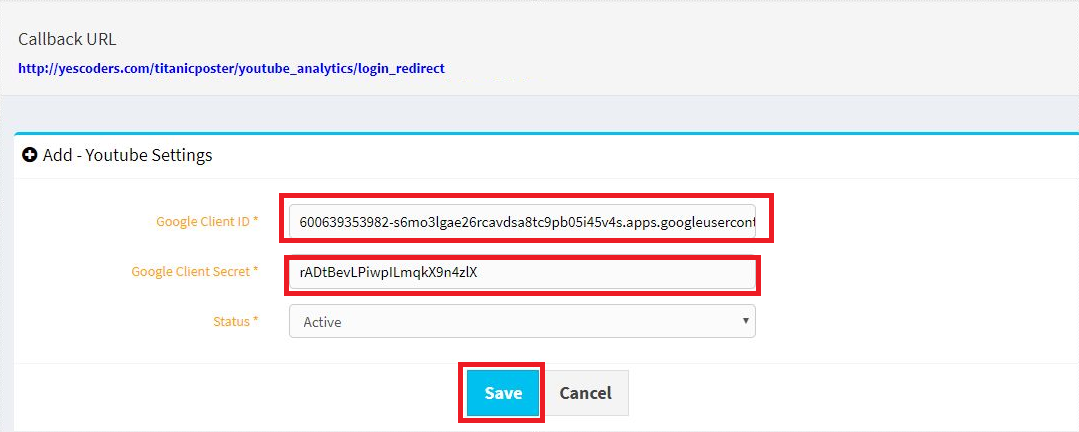 Callback URL
http://yescoders.com/titanicposter/youtube_analytics/login_redirect
Add - Youtube Settings
Google Client ID *
600639353982-s6mo3lgae26rcavdsa8tc9pb05i45v4s.apps.googleusercont
Google Client Secret *
rADtBevLPiwpILmqkX9n4zlX
Status *
Active
Save Cancel